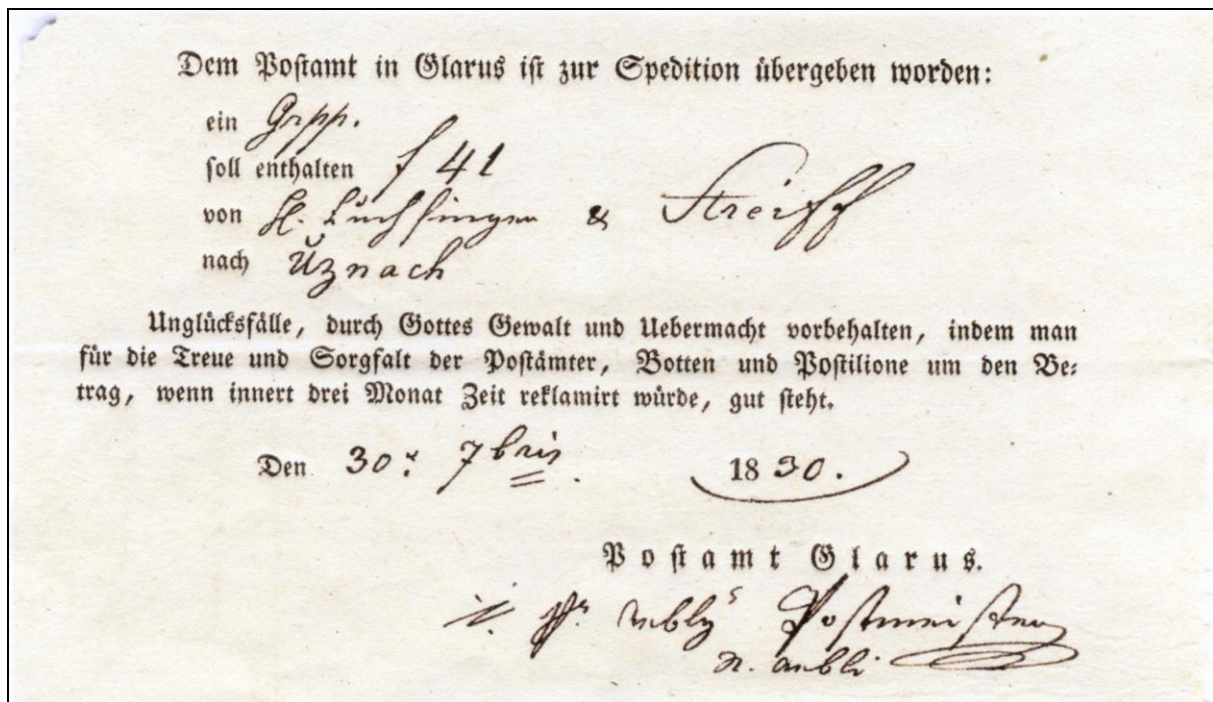 Dem Postamt in Glarus ist zur Spedition übergeben worden:
ein Grpp.
soll enthalten f 41
von H. Luchsinger & Streiff
nach Uznach
Unglücksfälle, durch Gottes Gewalt und Uebermacht vorbehalten, indem man
für die Treue und Sorgfalt der Postämter, Botten und Postilione um den Be-
trag, wenn innert drei Monat Zeit reklamirt würde, gut steht.
Den 30. 7bris. 1830.
Postamt Glarus.
Postmeister